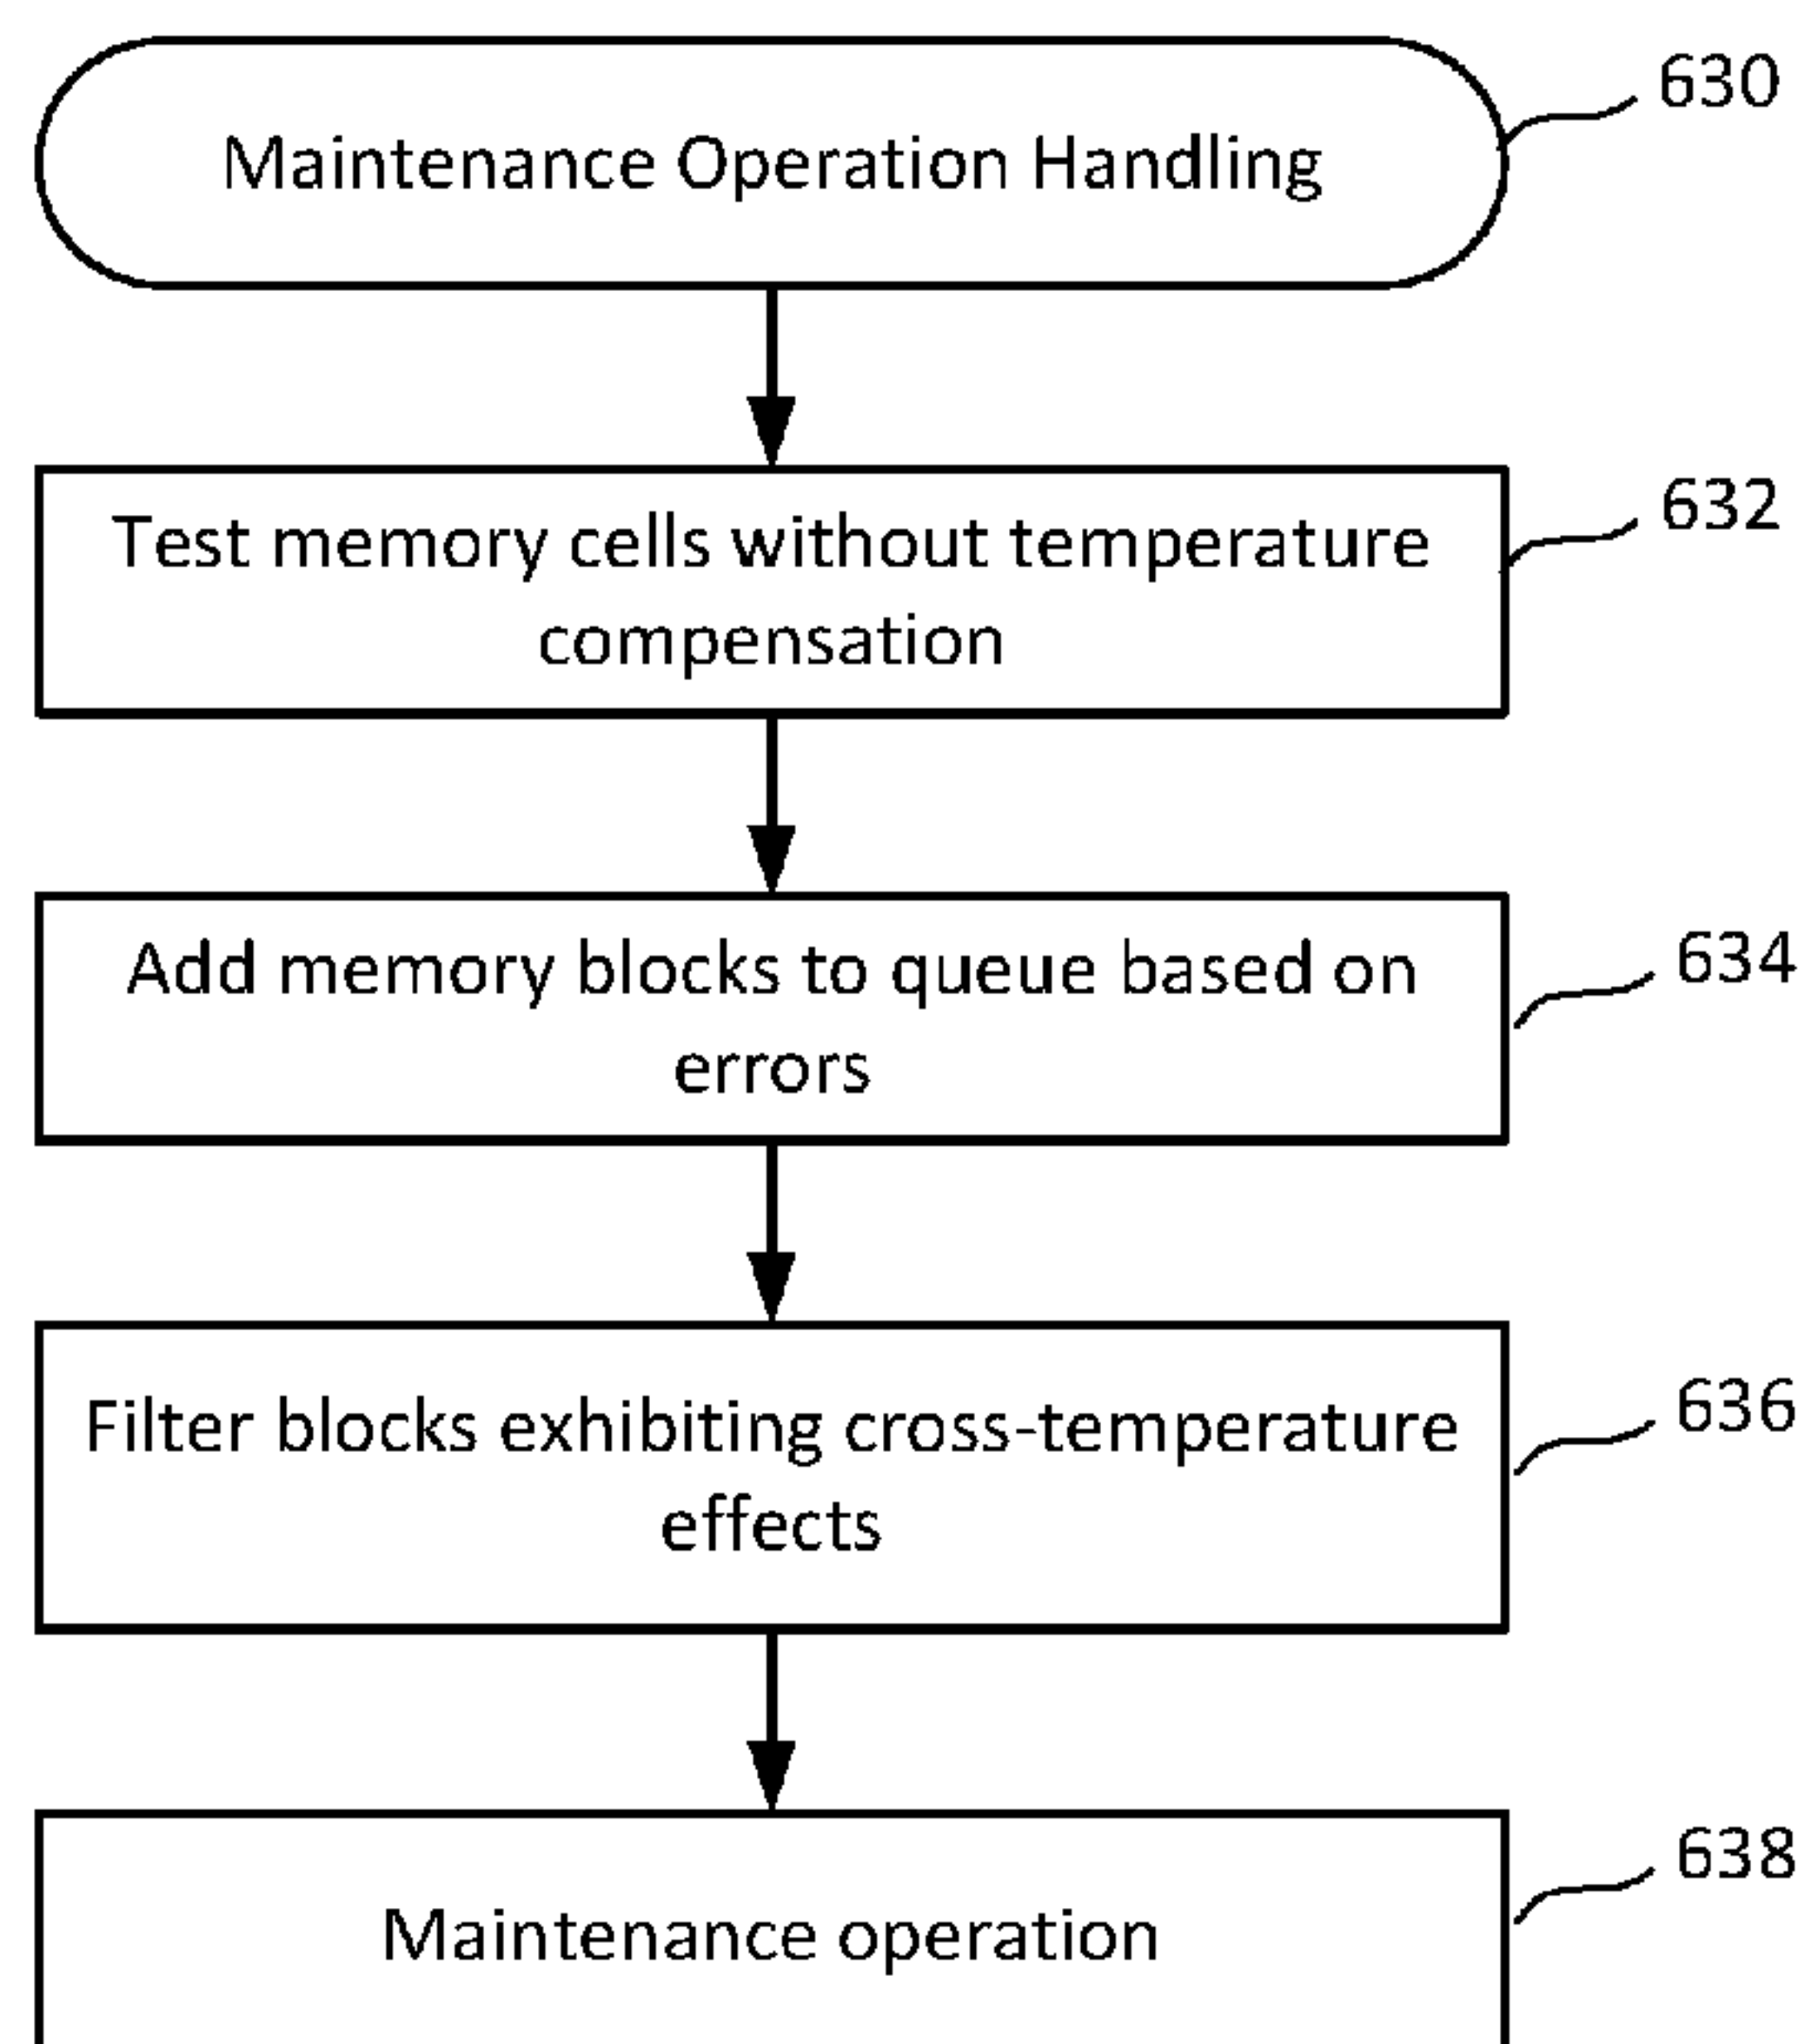 Maintenance Operation Handling
630
Test memory cells without temperature
compensation
632
Add memory blocks to queue based on
errors
634
Filter blocks exhibiting cross-temperature
effects
636
Maintenance operation
638